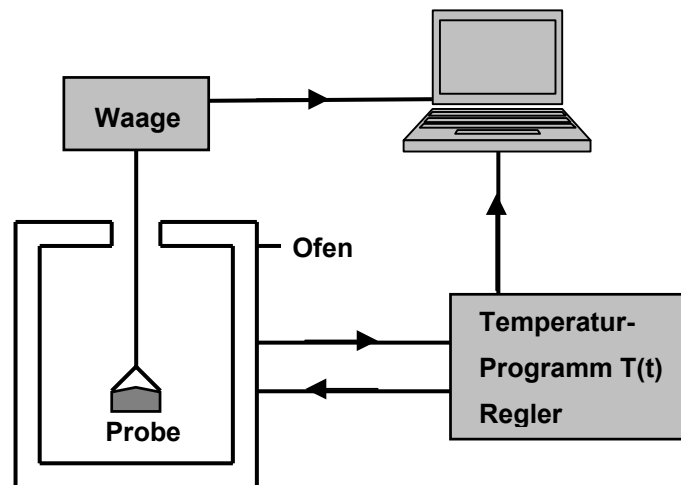 Waage
Ofen
Temperatur-
Programm T(t)
Regler
Probe